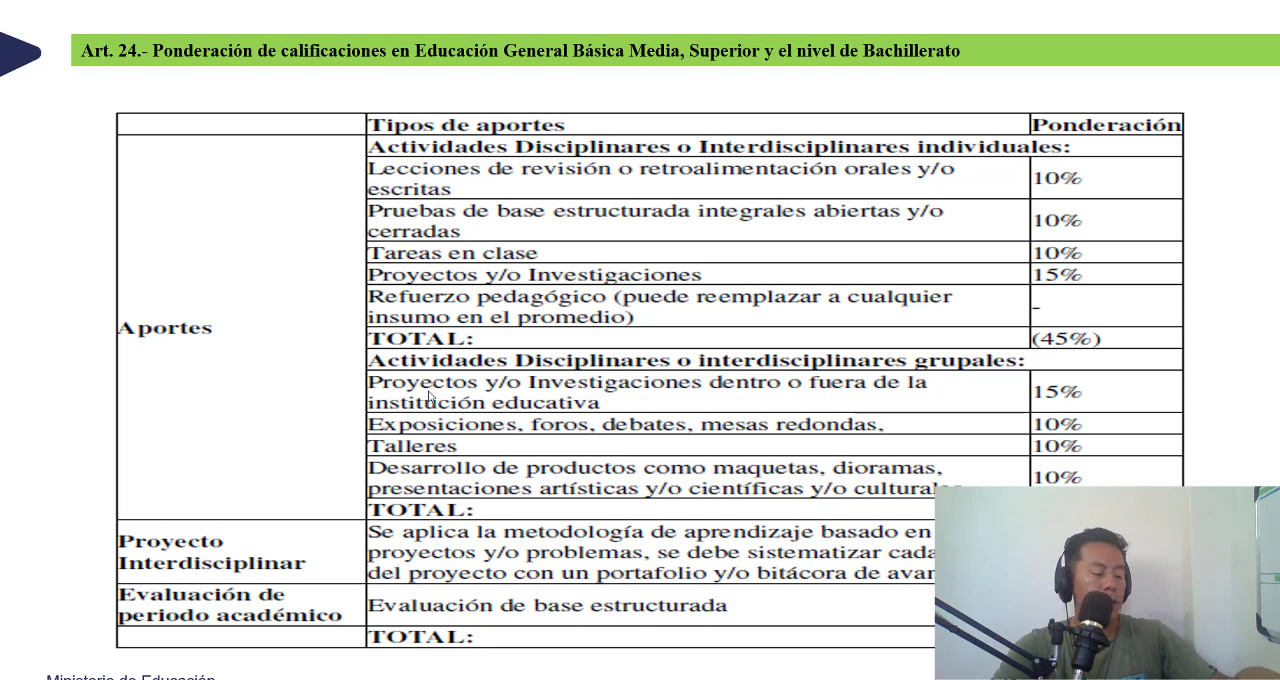 Art. 24.- Ponderación de calificaciones en Educación General Básica Media, Superior y el nivel de Bachillerato
Tipos de aportes
Ponderación
Aportes
Actividades Disciplinares o Interdisciplinares individuales:
Lecciones de revisión o retroalimentación orales y/o
escritas
10%
Pruebas de base estructurada integrales abiertas y/o
cerradas
10%
Tareas en clase
10%
Proyectos y/o Investigaciones
15%
Refuerzo pedagógico (puede reemplazar a cualquier
insumo en el promedio)
-
TOTAL:
(45%)
Actividades Disciplinares o interdisciplinares grupales:
Proyectos y/o Investigaciones dentro o fuera de la
institución educativa
15%
Exposiciones, foros, debates, mesas redondas,
10%
Talleres
10%
Desarrollo de productos como maquetas, dioramas,
presentaciones artísticas y/o científicas y/o
10%
TOTAL:
Proyecto
Interdisciplinar
Se aplica la metodología de aprendizaje basado en
proyectos y/o problemas, se debe sistematizar cada
del proyecto con un portafolio y/o bitácora de
Evaluación de
periodo académico
Evaluación de base estructurada
TOTAL:
Ministerio de Educación